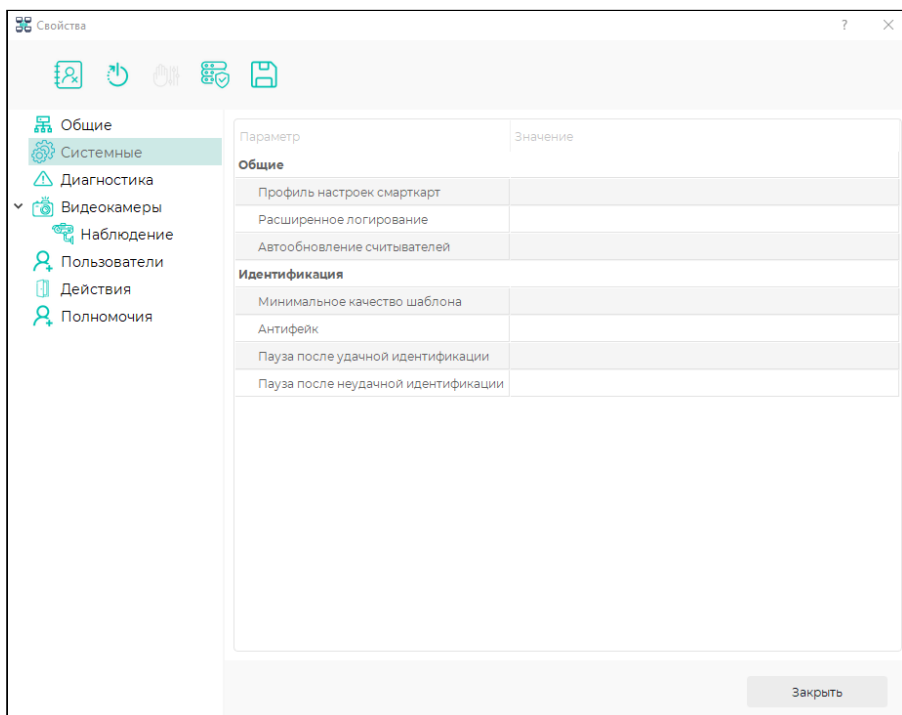 Свойства
?
Общие
Системные
Диагностика
Видеокамеры
Наблюдение
Пользователи
Действия
Полномочия
Параметр Значение
Общие
Профиль настроек смарткарт
Расширенное логирование
Автообновление считывателей
Идентификация
Минимальное качество шаблона
Антифейк
Пауза после удачной идентификации
Пауза после неудачной идентификации
Закрыть